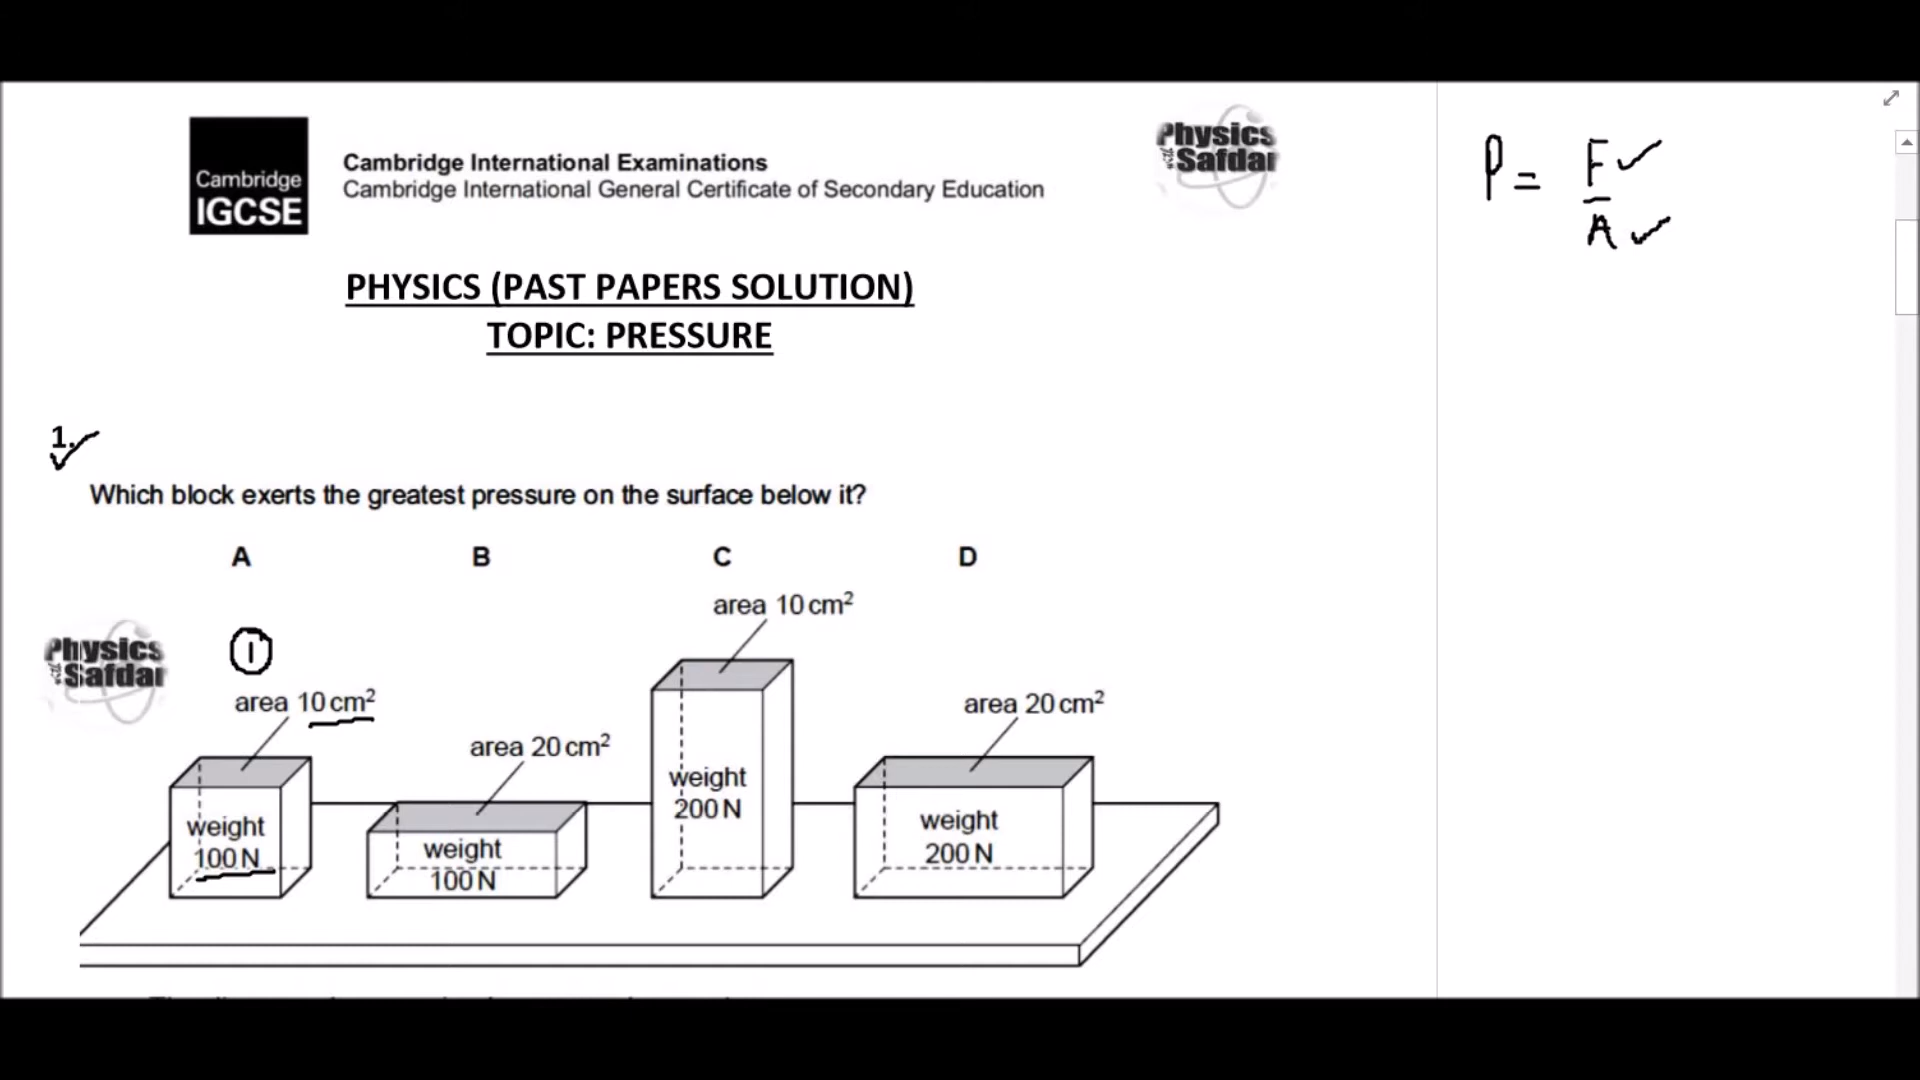 Cambridge
IGCSE
Cambridge International Examinations
Cambridge International General Certificate of Secondary Education
Physics
Safdar
P = F
A
PHYSICS (PAST PAPERS SOLUTION)
TOPIC: PRESSURE
1.
Which block exerts the greatest pressure on the surface below it?
A B C D
area 10 cm²
Physics
Safdar
1
area 10 cm²
area 20 cm²
area 20 cm²
weight
100 N
weight
100 N
weight
200 N
weight
200 N